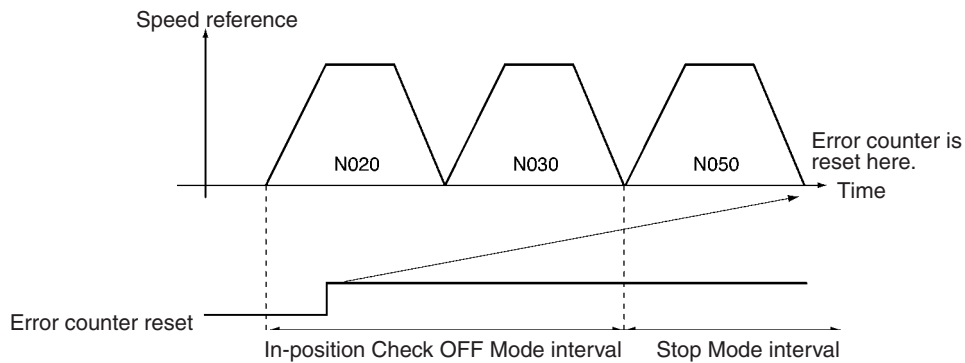 Speed reference
N020
N030
N050
Error counter is
reset here.
Time
Error counter reset
In-position Check OFF Mode interval
Stop Mode interval